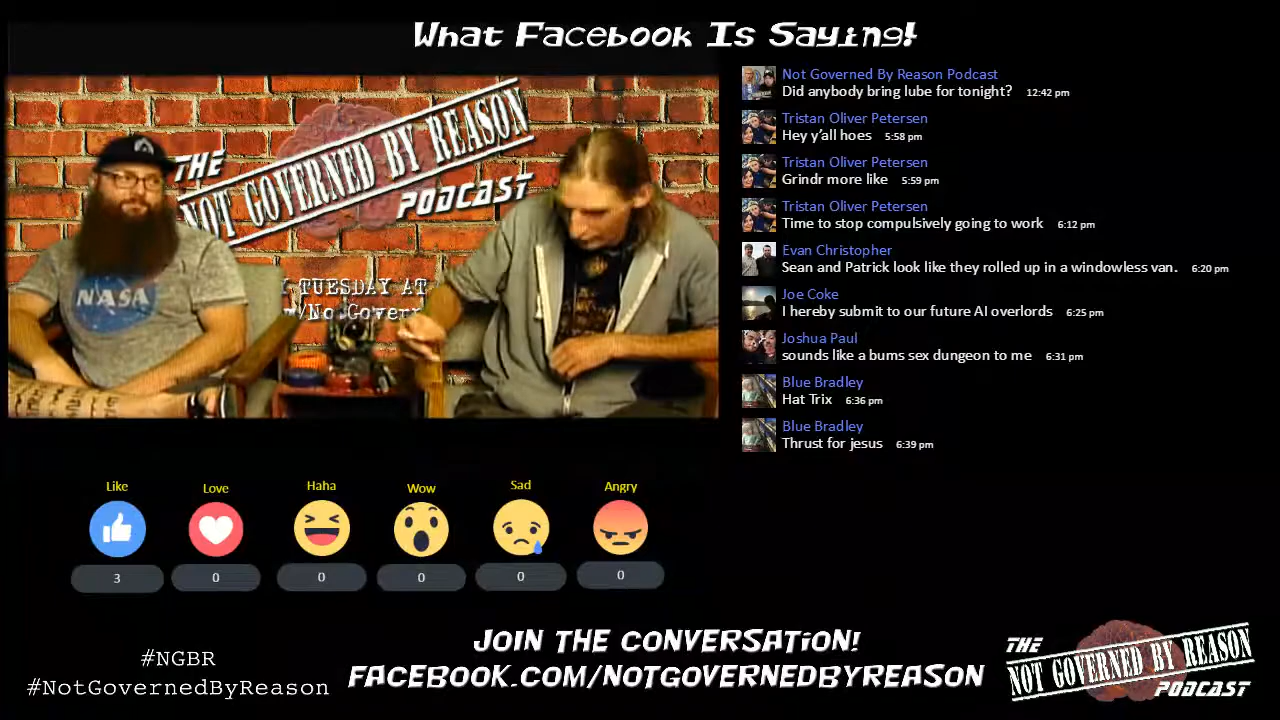 What Facebook Is Saying!
THE
NOT GOVERNED BY REASON
PODCAST
TUESDAY AT
NASA
Not Governed By Reason Podcast
Did anybody bring lube for tonight? 12:42 pm
Tristan Oliver Petersen
Hey y'all hoes 5:58 pm
Tristan Oliver Petersen
Grindr more like 5:59 pm
Tristan Oliver Petersen
Time to stop compulsively going to work 6:12 pm
Evan Christopher
Sean and Patrick look like they rolled up in a windowless van. 6:20 pm
Joe Coke
I hereby submit to our future AI overlords 6:25 pm
Joshua Paul
sounds like a bums sex dungeon to me 6:31 pm
Blue Bradley
Hat Trix 6:36 pm
Blue Bradley
Thrust for jesus 6:39 pm
Like Love Haha Wow Sad Angry
3 0 0 0 0 0
#NGBR
#NotGovernedByReason
JOIN THE CONVERSATION!
FACEBOOK.COM/NOTGOVERNEDBYREASON
THE
NOT GOVERNED BY REASON
PODCAST